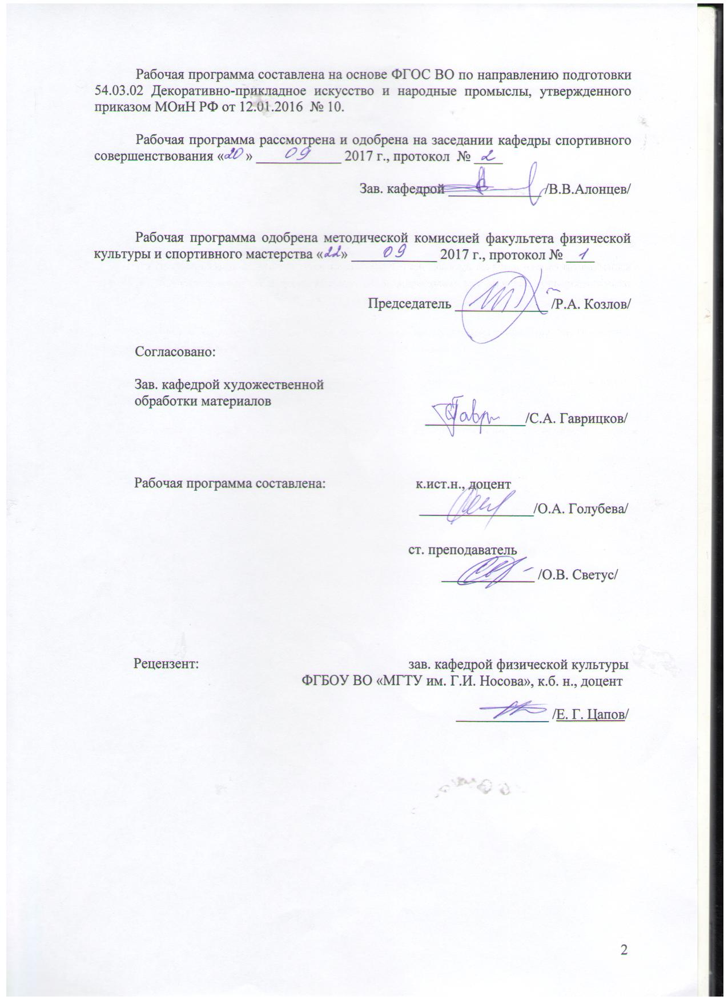 Рабочая программа составлена на основе ФГОС ВО по направлению подготовки
54.03.02 Декоративно-прикладное искусство и народные промыслы, утвержденного
приказом МОиН РФ от 12.01.2016 № 10.
Рабочая программа рассмотрена и одобрена на заседании кафедры спортивного
совершенствования «20» 09 2017 г., протокол № 2
Зав. кафедрой /В.В.Алонцев/
Рабочая программа одобрена методической комиссией факультета физической
культуры и спортивного мастерства «22» 09 2017 г., протокол № 1
Председатель /Р.А. Козлов/
Согласовано:
Зав. кафедрой художественной
обработки материалов
/С.А. Гаврицков/
Рабочая программа составлена: к.ист.н., доцент
/О.А. Голубева/
ст. преподаватель
/О.В. Светус/
Рецензент: зав. кафедрой физической культуры
ФГБОУ ВО «МГТУ им. Г.И. Носова», к.б. н., доцент
/Е. Г. Цапов/
2